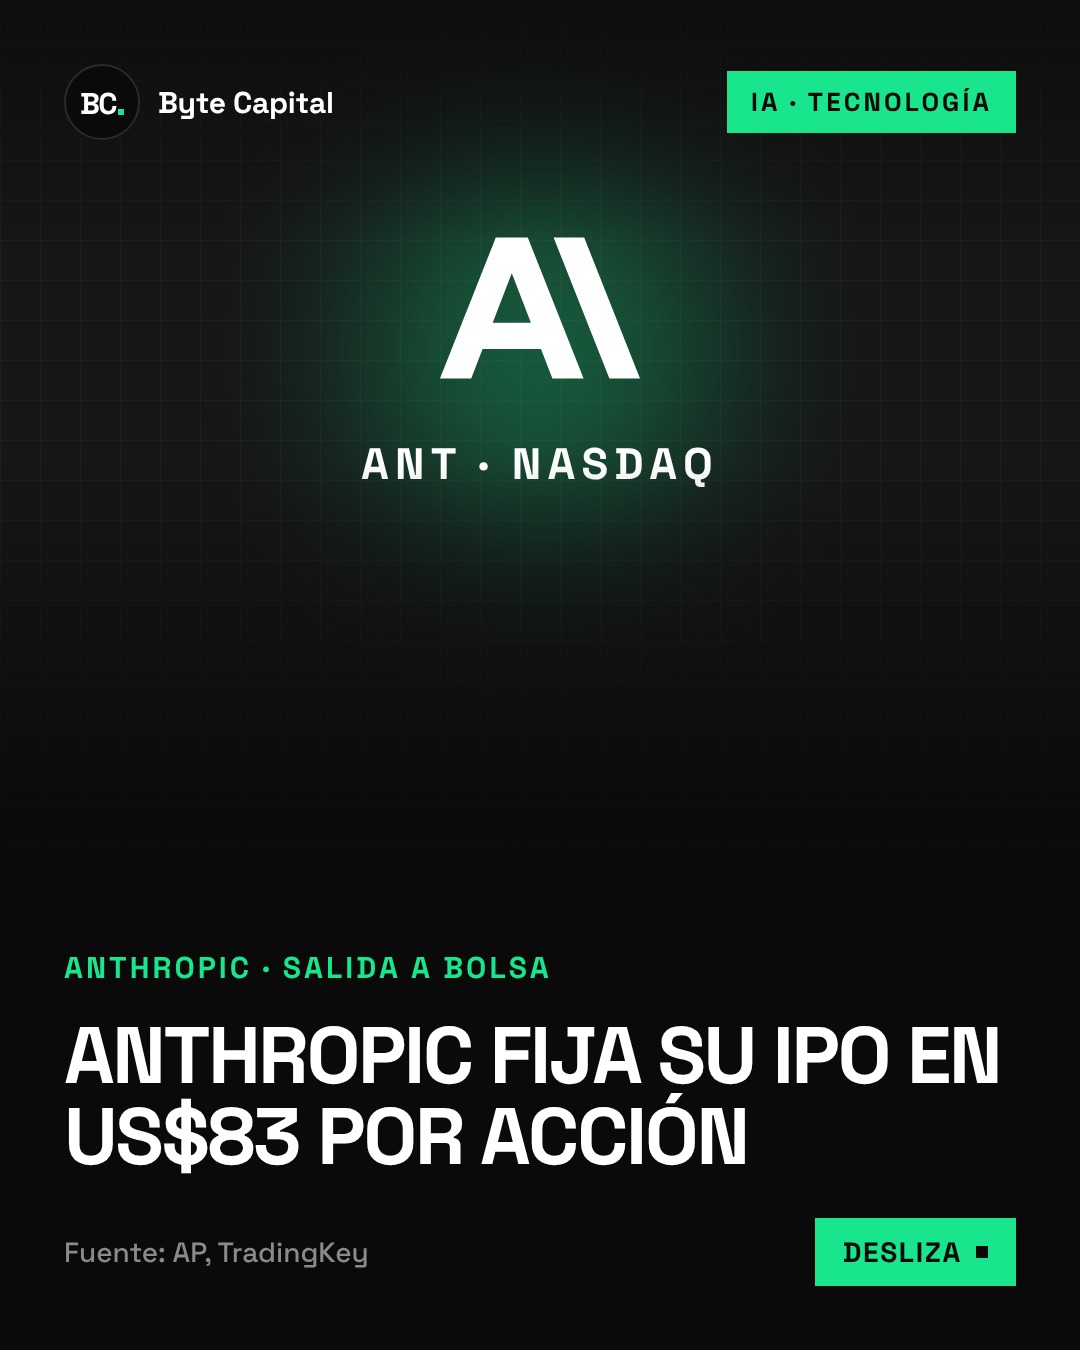 BC.
Byte Capital
IA · TECNOLOGÍA
A\
ANT · NASDAQ
ANTHROPIC · SALIDA A BOLSA
ANTHROPIC FIJA SU IPO EN
US$83 POR ACCIÓN
Fuente: AP, TradingKey
DESLIZA